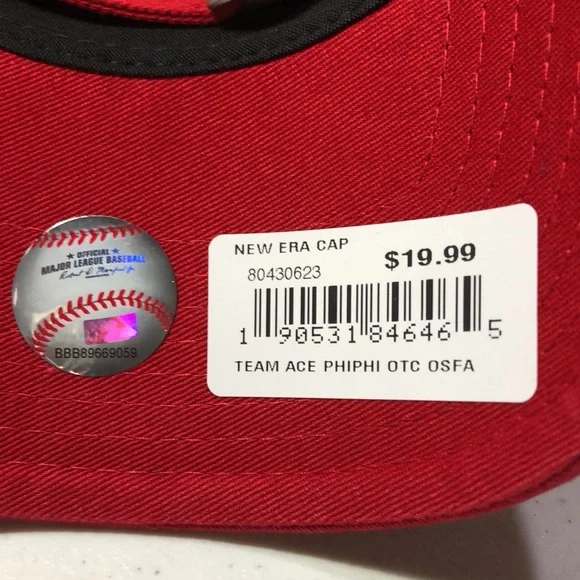 ★ OFFICIAL ★
MAJOR LEAGUE BASEBALL
BBB89669059
NEW ERA CAP
$19.99
80430623
1 90531 84646 5
TEAM ACE PHIPHI OTC OSFA